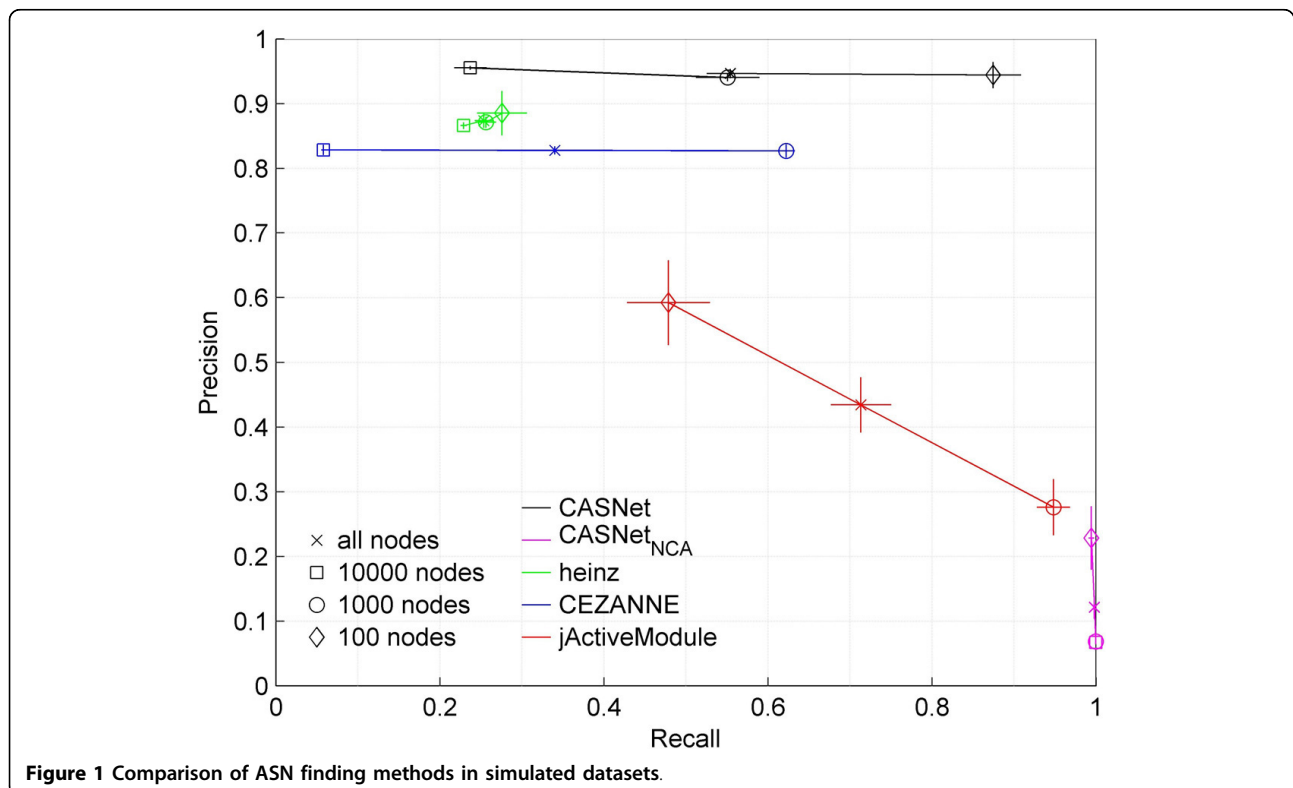 1
0.9
0.8
0.7
0.6
0.5
0.4
0.3
0.2
0.1
0
Precision
CASNet
CASNet_NCA
heinz
CEZANNE
jActiveModule
all nodes
10000 nodes
1000 nodes
100 nodes
0 0.2 0.4 0.6 0.8 1
Recall
Figure 1 Comparison of ASN finding methods in simulated datasets.